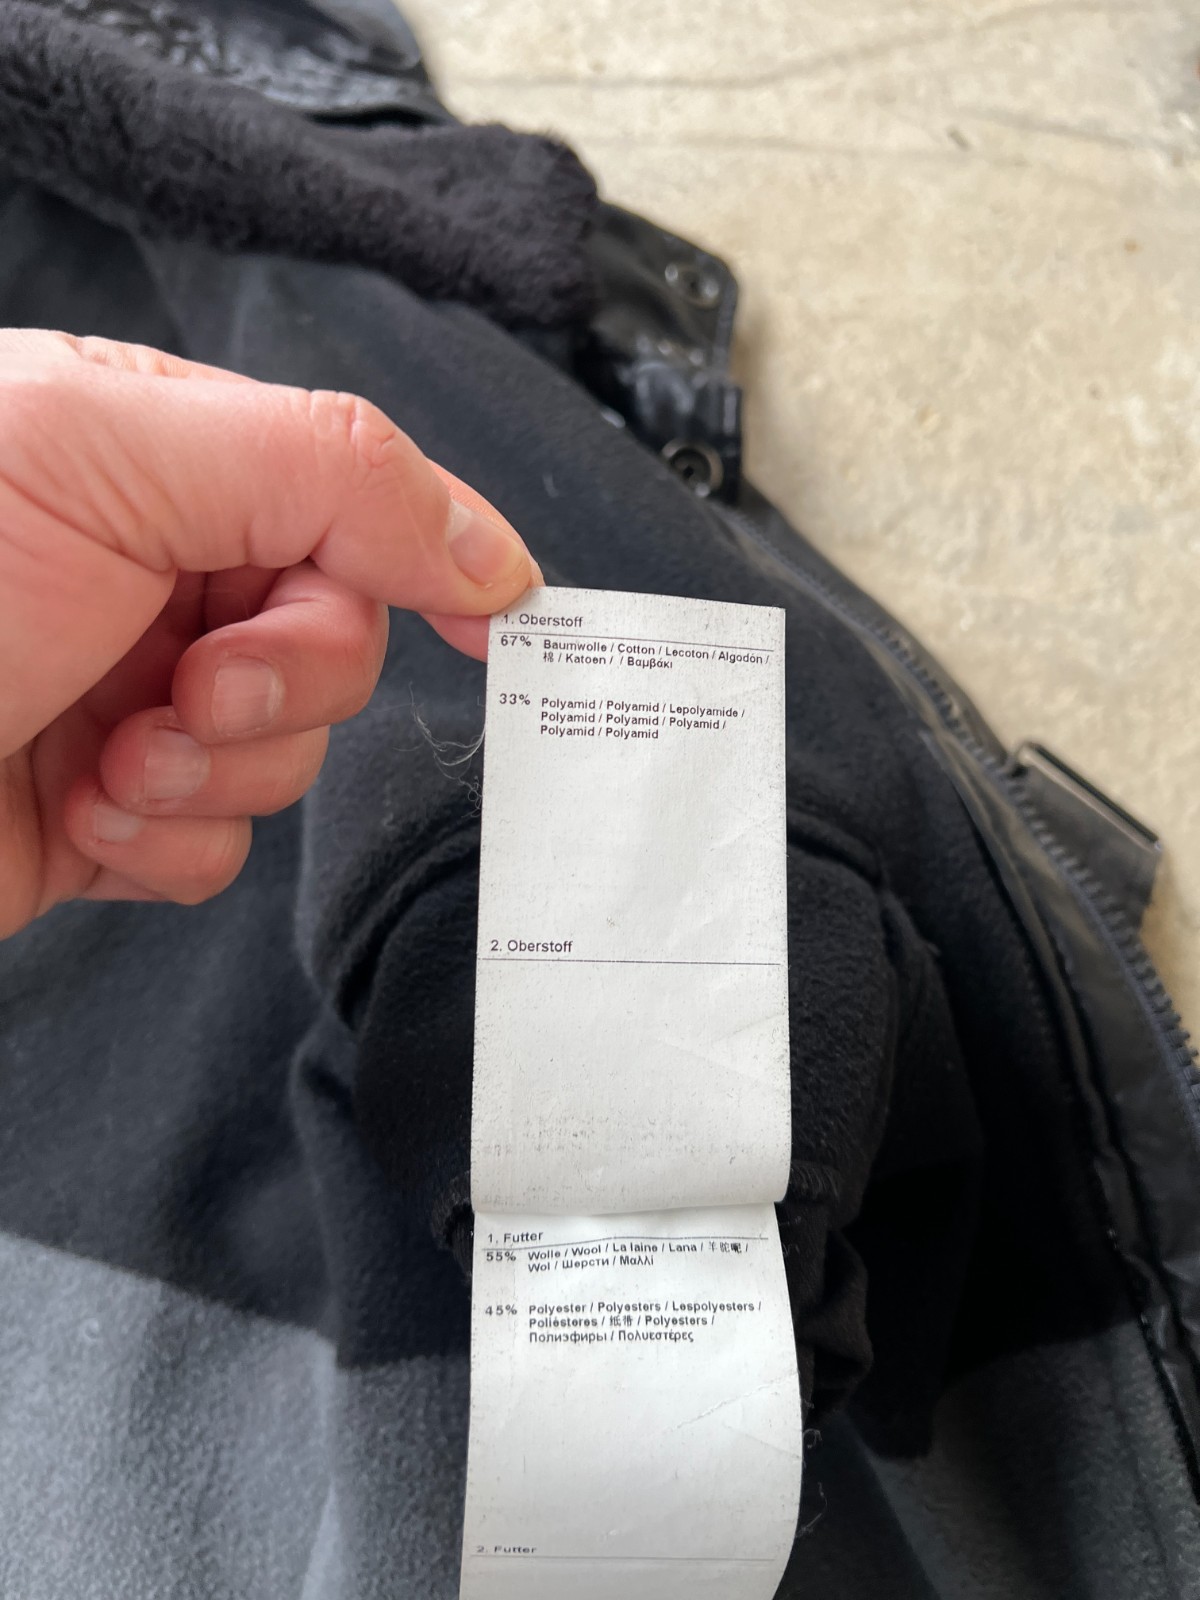 1. Oberstoff
67% Baumwolle / Cotton / Lecoton / Algodón /
棉 / Katoen / / Βαμβάκι
33% Polyamid / Polyamid / Lepolyamide /
Polyamid / Polyamid / Polyamid /
Polyamid / Polyamid
2. Oberstoff
1. Futter
55% Wolle / Wool / La laine / Lana / 羊驼呢 /
Wol / Шерсти / Μαλλί
45% Polyester / Polyesters / Lespolyesters /
Poliésteres / 纸带 / Polyesters /
Полиэфиры / Πολυεστέρες
2. Futter